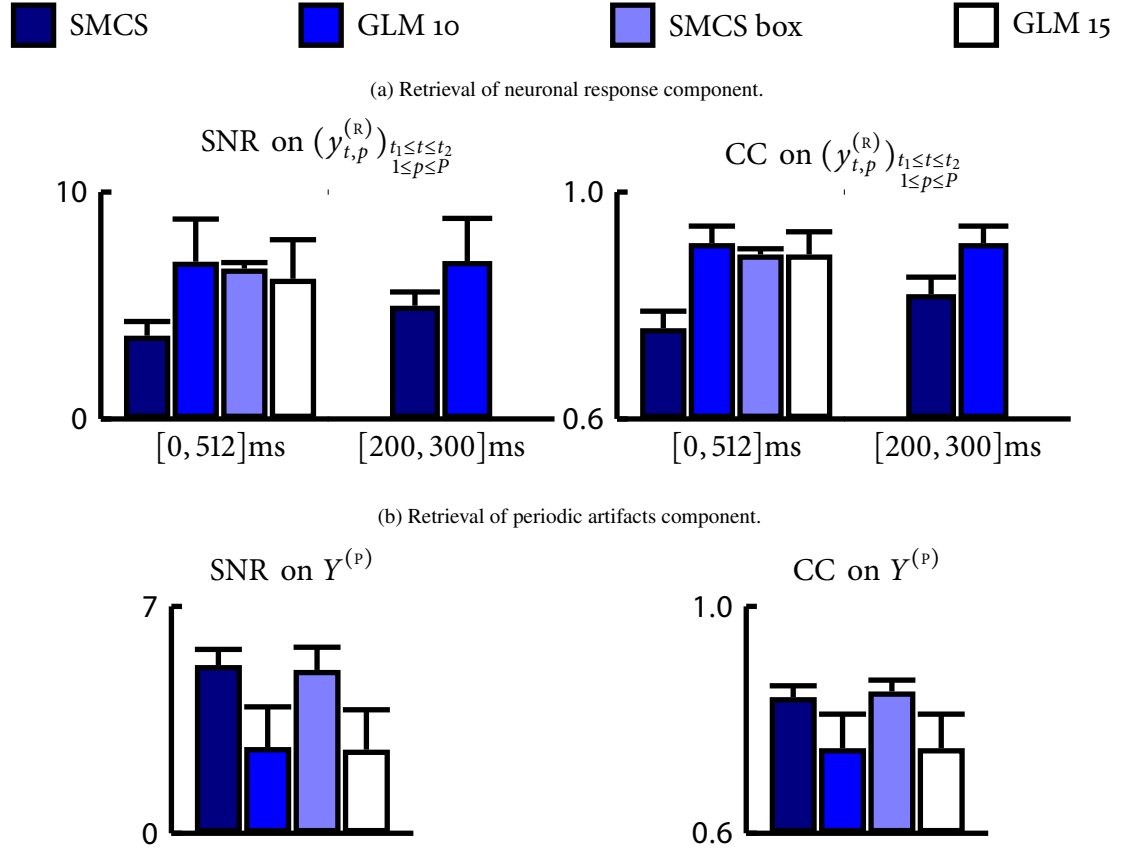 SMCS GLM 10 SMCS box GLM 15
(a) Retrieval of neuronal response component.
SNR on (y_{t,p}^{(R)})_{t₁≤t≤t₂ 1≤p≤P} CC on (y_{t,p}^{(R)})_{t₁≤t≤t₂ 1≤p≤P}
10 1.0
0 0.6
[0, 512]ms [200, 300]ms [0, 512]ms [200, 300]ms
(b) Retrieval of periodic artifacts component.
SNR on Y^{(P)} CC on Y^{(P)}
7 1.0
0 0.6